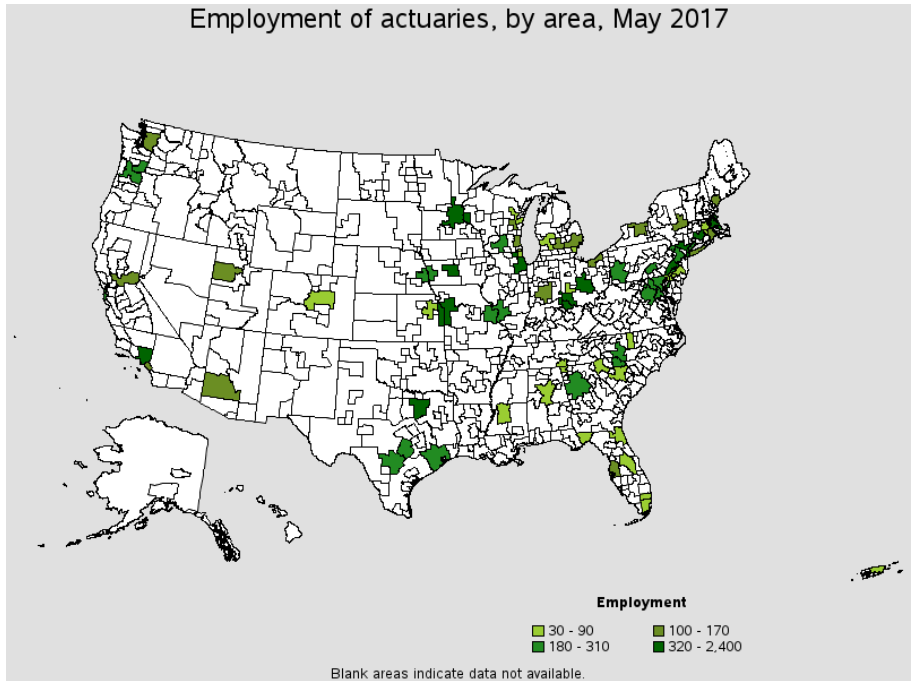 Employment of actuaries, by area, May 2017
Employment
30 - 90
100 - 170
180 - 310
320 - 2,400
Blank areas indicate data not available.